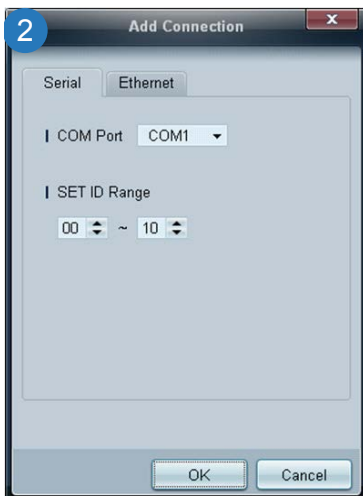 2
Add Connection
x
Serial Ethernet
COM Port COM1
SET ID Range
00 ~ 10
OK Cancel